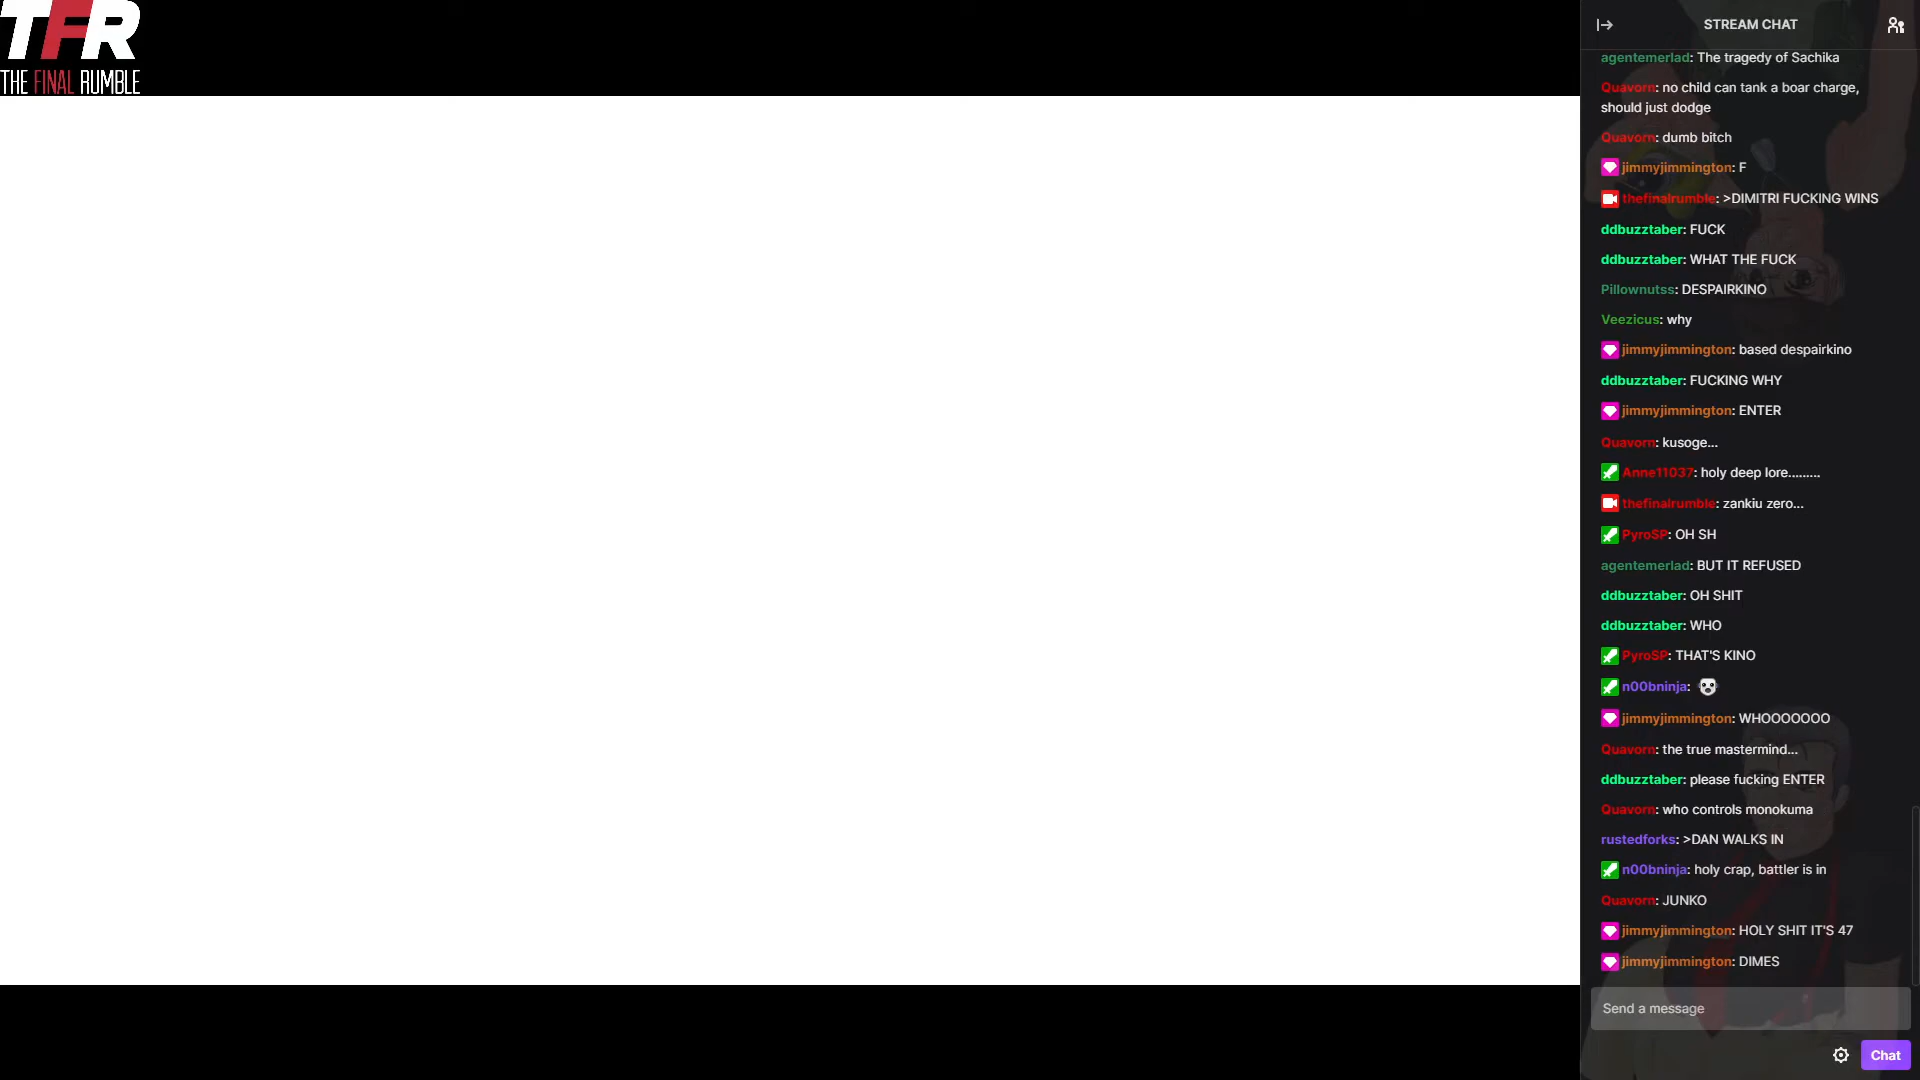 TFR
THE FINAL RUMBLE
STREAM CHAT
agentemerlad: The tragedy of Sachika
Quavorn: no child can tank a boar charge,
should just dodge
Quavorn: dumb bitch
jimmyjimmington: F
thefinalrumble: >DIMITRI FUCKING WINS
ddbuzztaber: FUCK
ddbuzztaber: WHAT THE FUCK
Pillownutss: DESPAIRKINO
Veezicus: why
jimmyjimmington: based despairkino
ddbuzztaber: FUCKING WHY
jimmyjimmington: ENTER
Quavorn: kusoge...
Anne11037: holy deep lore.........
thefinalrumble: zankiu zero...
PyroSP: OH SH
agentemerlad: BUT IT REFUSED
ddbuzztaber: OH SHIT
ddbuzztaber: WHO
PyroSP: THAT'S KINO
n00bninja:
jimmyjimmington: WHOOOOOOO
Quavorn: the true mastermind...
ddbuzztaber: please fucking ENTER
Quavorn: who controls monokuma
rustedforks: >DAN WALKS IN
n00bninja: holy crap, battler is in
Quavorn: JUNKO
jimmyjimmington: HOLY SHIT IT'S 47
jimmyjimmington: DIMES
Send a message
Chat